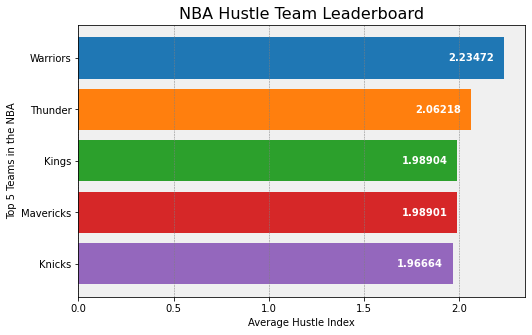 NBA Hustle Team Leaderboard
Top 5 Teams in the NBA
Warriors 2.23472
Thunder 2.06218
Kings 1.98904
Mavericks 1.98901
Knicks 1.96664
0.0 0.5 1.0 1.5 2.0
Average Hustle Index